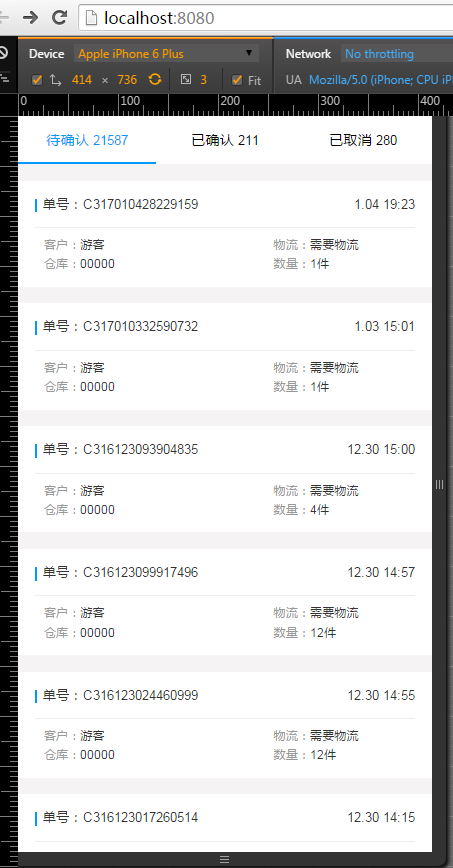 localhost:8080
Device Apple iPhone 6 Plus Network No throttling
414 × 736 3 Fit UA Mozilla/5.0 (iPhone; CPU iP
0 100 200 300 400
待确认 21587 已确认 211 已取消 280
单号：C317010428229159 1.04 19:23
客户：游客 物流：需要物流
仓库：00000 数量：1件
单号：C317010332590732 1.03 15:01
客户：游客 物流：需要物流
仓库：00000 数量：1件
单号：C316123093904835 12.30 15:00
客户：游客 物流：需要物流
仓库：00000 数量：4件
单号：C316123099917496 12.30 14:57
客户：游客 物流：需要物流
仓库：00000 数量：12件
单号：C316123024460999 12.30 14:55
客户：游客 物流：需要物流
仓库：00000 数量：12件
单号：C316123017260514 12.30 14:15